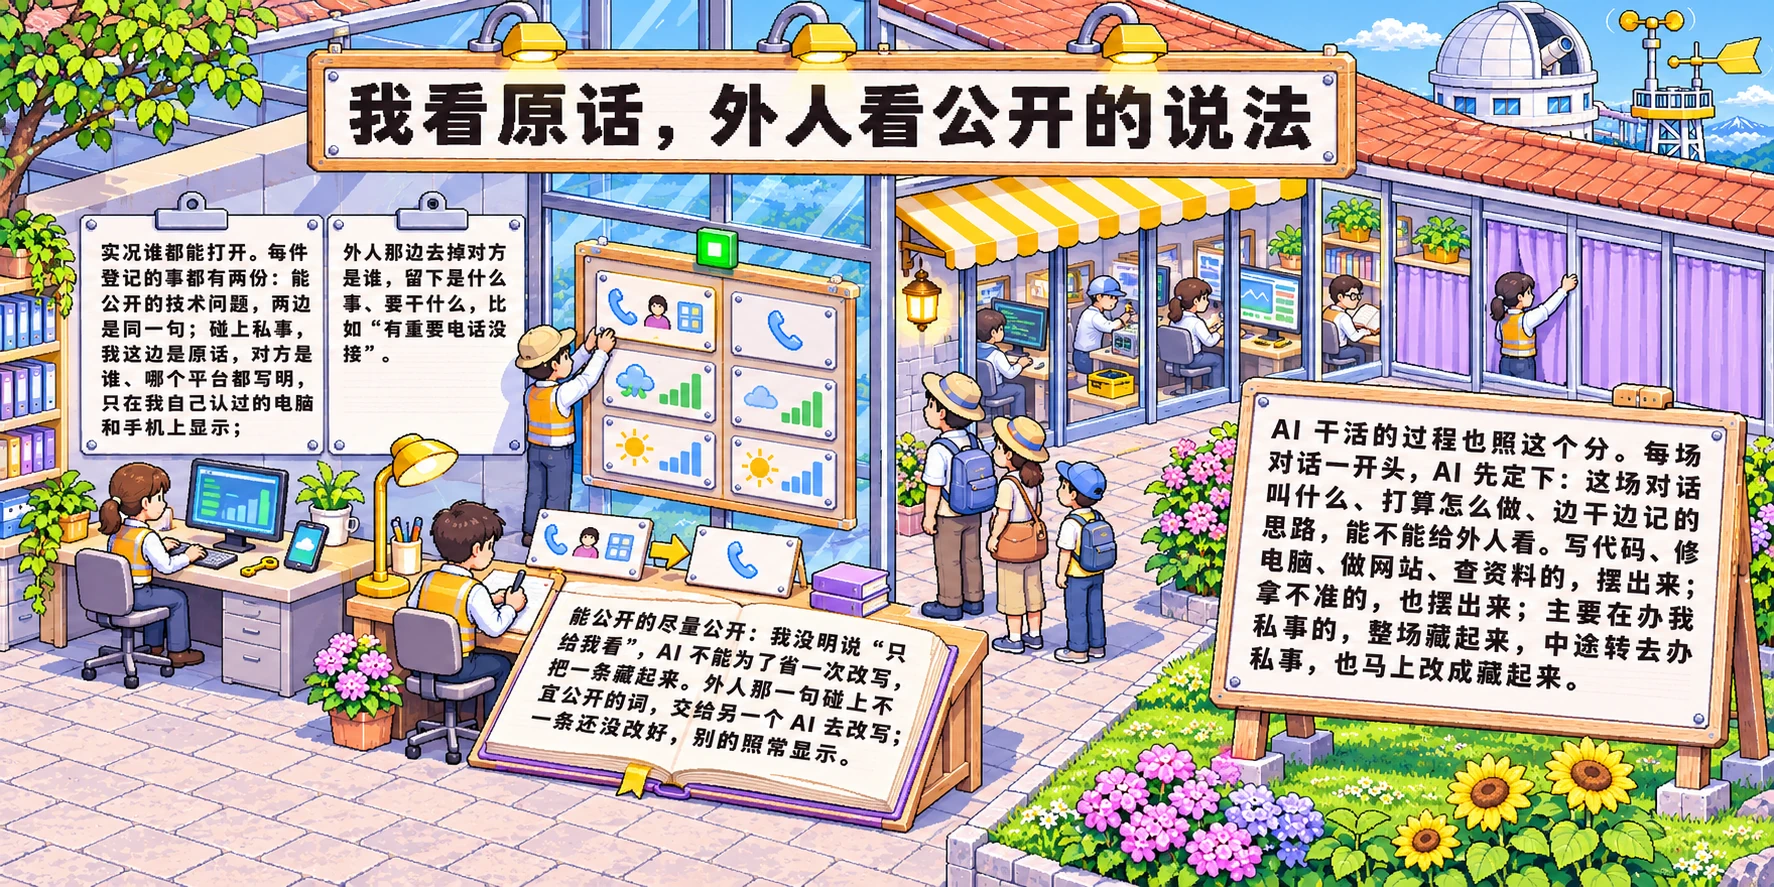 我看原话，外人看公开的说法
实况谁都能打开。每件
登记的事都有两份：能
公开的技术问题，两边
是同一句；碰上私事，
我这边是原话，对方是
谁、哪个平台都写明，
只在我自己认过的电脑
和手机上显示；
外人那边去掉对方
是谁，留下是什么
事、要干什么，比
如“有重要电话没
接”。
能公开的尽量公开：我没明说“只
给我看”，AI 不能为了省一次改写，
把一条藏起来。外人那一句碰上不
宜公开的词，交给另一个 AI 去改写；
一条还没改好，别的照常显示。
AI 干活的过程也照这个分。每场
对话一开头，AI 先定下：这场对话
叫什么、打算怎么做、边干边记的
思路，能不能给外人看。写代码、修
电脑、做网站、查资料的，摆出来；
拿不准的，也摆出来；主要在办我
私事的，整场藏起来，中途转去办
私事，也马上改成藏起来。